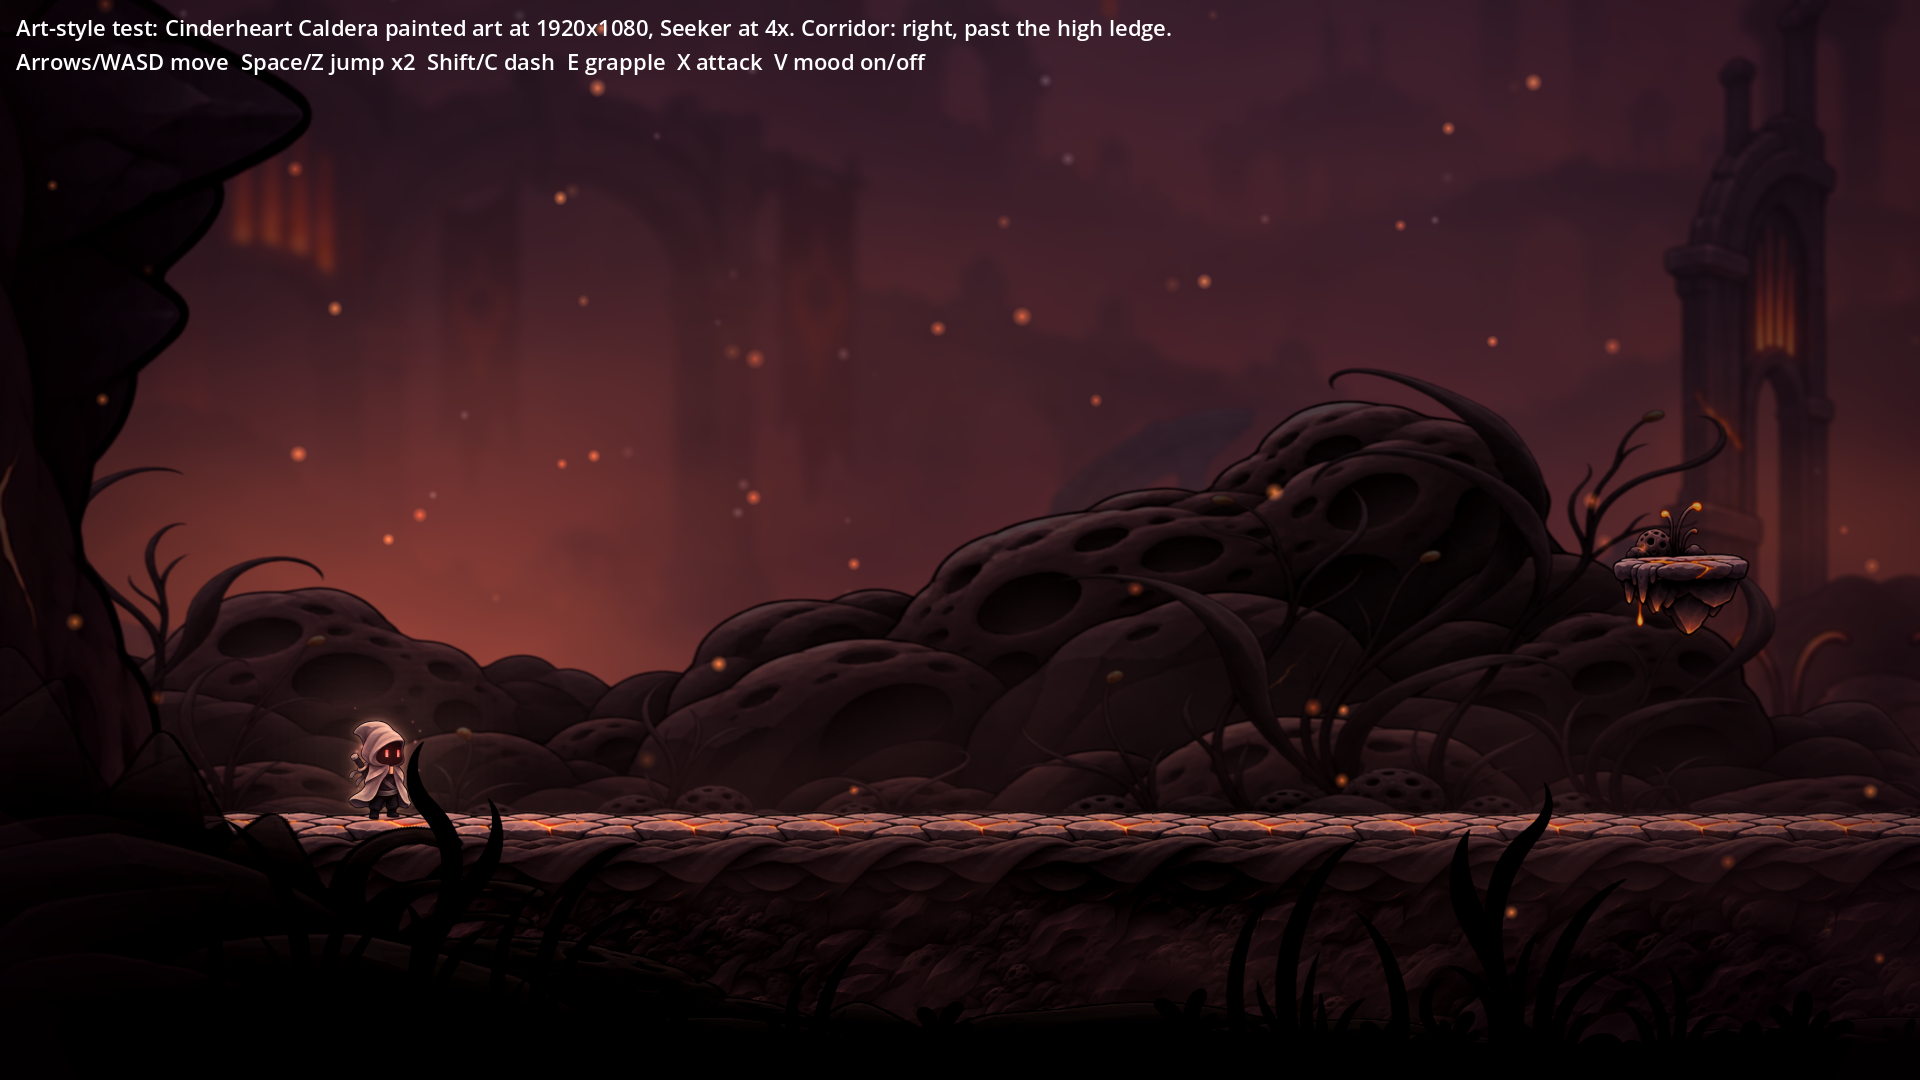 Art-style test: Cinderheart Caldera painted art at 1920x1080, Seeker at 4x. Corridor: right, past the high ledge.
Arrows/WASD move  Space/Z jump x2  Shift/C dash  E grapple  X attack  V mood on/off